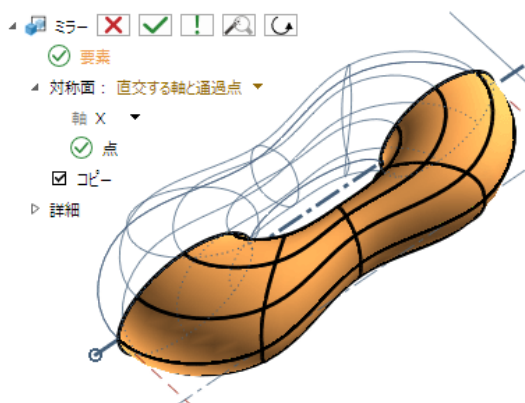 ミラー
要素
対称面： 直交する軸と通過点
軸 X
点
コピー
詳細